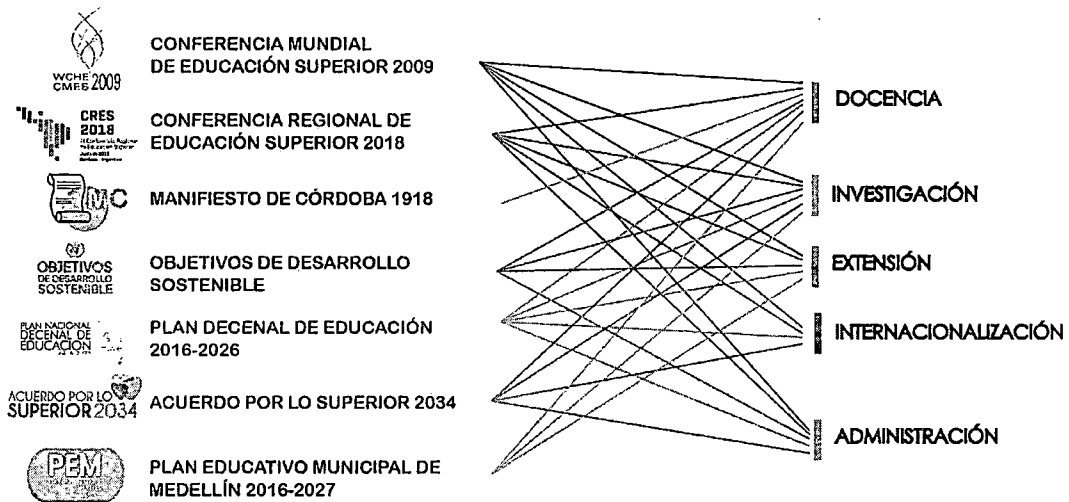 WCHE
CMES 2009
CONFERENCIA MUNDIAL
DE EDUCACIÓN SUPERIOR 2009
CRES
2018
CONFERENCIA REGIONAL DE
EDUCACIÓN SUPERIOR 2018
MC
MANIFIESTO DE CÓRDOBA 1918
OBJETIVOS
DE DESARROLLO
SOSTENIBLE
OBJETIVOS DE DESARROLLO
SOSTENIBLE
PLAN NACIONAL
DECENAL DE
EDUCACIÓN
PLAN DECENAL DE EDUCACIÓN
2016-2026
ACUERDO POR LO
SUPERIOR 2034
ACUERDO POR LO SUPERIOR 2034
PEM
PLAN EDUCATIVO MUNICIPAL DE
MEDELLÍN 2016-2027
DOCENCIA
INVESTIGACIÓN
EXTENSIÓN
INTERNACIONALIZACIÓN
ADMINISTRACIÓN